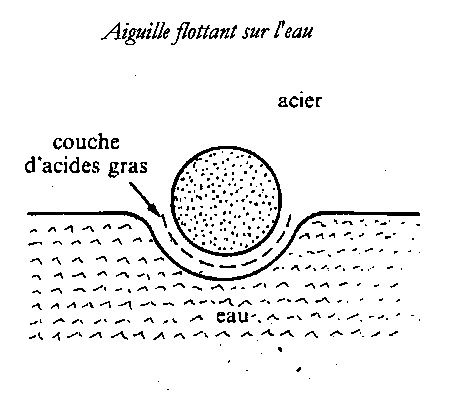 Aiguille flottant sur l'eau
acier
couche
d'acides gras
eau